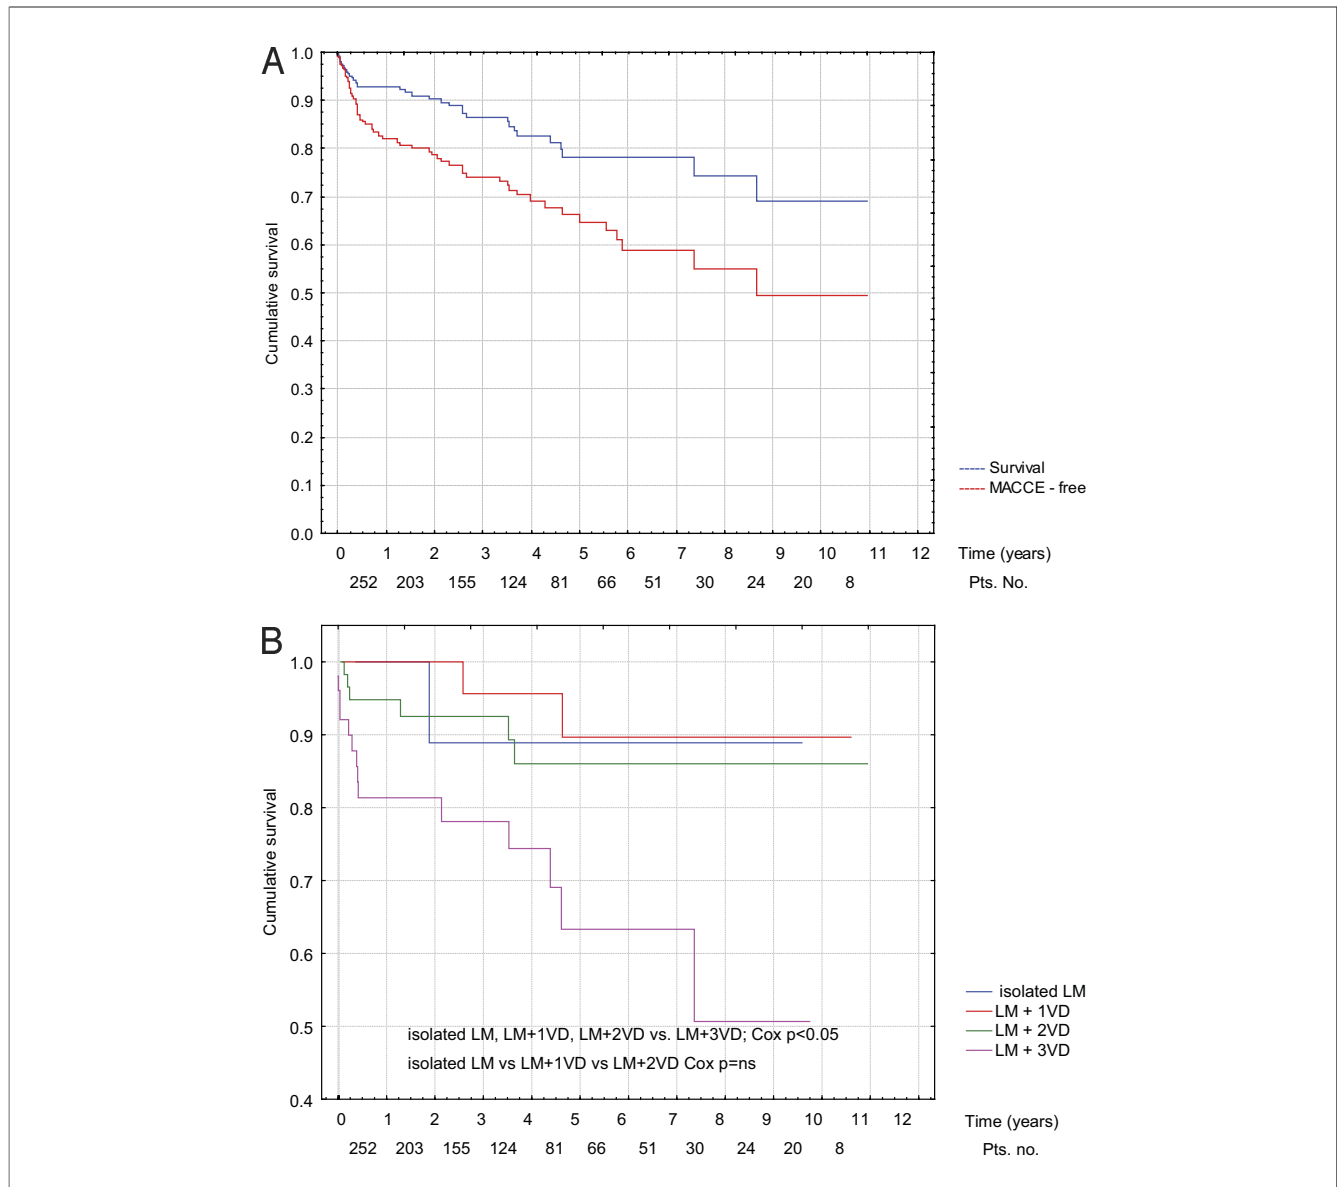 A
1.0
0.9
0.8
0.7
0.6
0.5
0.4
0.3
0.2
0.1
0.0
Cumulative survival
Survival
MACCE - free
0 1 2 3 4 5 6 7 8 9 10 11 12 Time (years)
252 203 155 124 81 66 51 30 24 20 8 Pts. No.
B
1.0
0.9
0.8
0.7
0.6
0.5
0.4
Cumulative survival
isolated LM, LM+1VD, LM+2VD vs. LM+3VD; Cox p<0.05
isolated LM vs LM+1VD vs LM+2VD Cox p=ns
isolated LM
LM + 1VD
LM + 2VD
LM + 3VD
0 1 2 3 4 5 6 7 8 9 10 11 12 Time (years)
252 203 155 124 81 66 51 30 24 20 8 Pts. no.